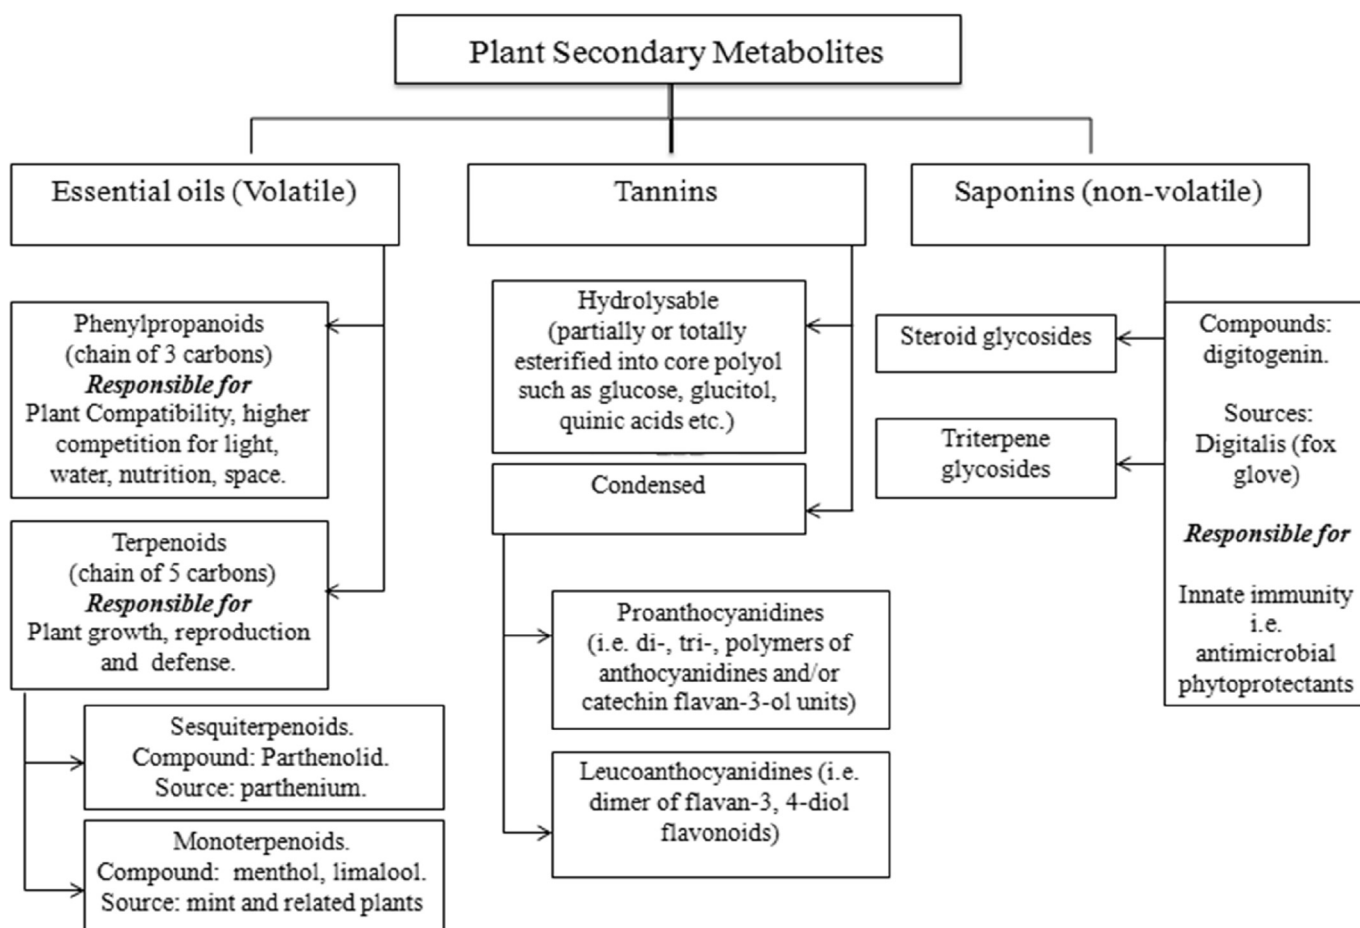 Plant Secondary Metabolites
Essential oils (Volatile)
Phenylpropanoids
(chain of 3 carbons)
Responsible for
Plant Compatibility, higher
competition for light,
water, nutrition, space.
Terpenoids
(chain of 5 carbons)
Responsible for
Plant growth, reproduction
and defense.
Sesquiterpenoids.
Compound: Parthenolid.
Source: parthenium.
Monoterpenoids.
Compound: menthol, limalool.
Source: mint and related plants
Tannins
Hydrolysable
(partially or totally
esterified into core polyol
such as glucose, glucitol,
quinic acids etc.)
Condensed
Proanthocyanidines
(i.e. di-, tri-, polymers of
anthocyanidines and/or
catechin flavan-3-ol units)
Leucoanthocyanidines (i.e.
dimer of flavan-3, 4-diol
flavonoids)
Saponins (non-volatile)
Steroid glycosides
Triterpene
glycosides
Compounds:
digitogenin.
Sources:
Digitalis (fox
glove)
Responsible for
Innate immunity
i.e.
antimicrobial
phytoprotectants